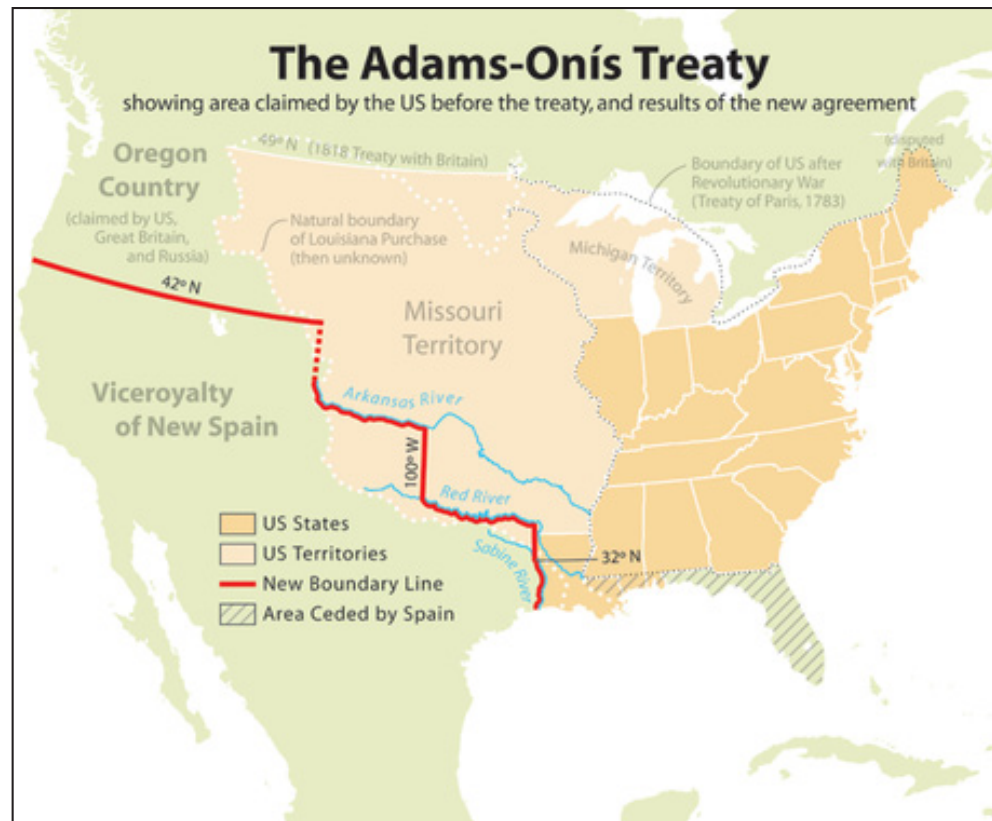 The Adams-Onís Treaty
showing area claimed by the US before the treaty, and results of the new agreement
49° N (1818 Treaty with Britain)
(disputed
with Britain)
Oregon
Country
(claimed by US,
Great Britain,
and Russia)
Natural boundary
of Louisiana Purchase
(then unknown)
Boundary of US after
Revolutionary War
(Treaty of Paris, 1783)
Michigan Territory
42° N
Missouri
Territory
Viceroyalty
of New Spain
Arkansas River
100° W
Red River
Sabine River
32° N
US States
US Territories
New Boundary Line
Area Ceded by Spain